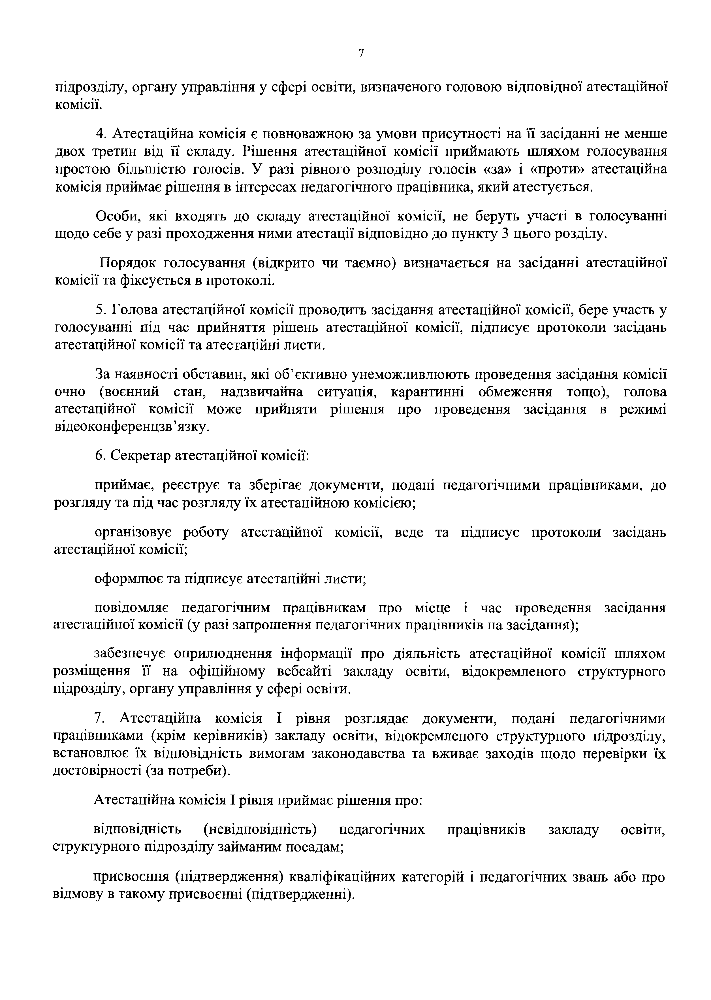 7
підрозділу, органу управління у сфері освіти, визначеного головою відповідної атестаційної
комісії.
4. Атестаційна комісія є повноважною за умови присутності на її засіданні не менше
двох третин від її складу. Рішення атестаційної комісії приймають шляхом голосування
простою більшістю голосів. У разі рівного розподілу голосів «за» і «проти» атестаційна
комісія приймає рішення в інтересах педагогічного працівника, який атестується.
Особи, які входять до складу атестаційної комісії, не беруть участі в голосуванні
щодо себе у разі проходження ними атестації відповідно до пункту 3 цього розділу.
Порядок голосування (відкрито чи таємно) визначається на засіданні атестаційної
комісії та фіксується в протоколі.
5. Голова атестаційної комісії проводить засідання атестаційної комісії, бере участь у
голосуванні під час прийняття рішень атестаційної комісії, підписує протоколи засідань
атестаційної комісії та атестаційні листи.
За наявності обставин, які об’єктивно унеможливлюють проведення засідання комісії
очно (воєнний стан, надзвичайна ситуація, карантинні обмеження тощо), голова
атестаційної комісії може прийняти рішення про проведення засідання в режимі
відеоконференцзв’язку.
6. Секретар атестаційної комісії:
приймає, реєструє та зберігає документи, подані педагогічними працівниками, до
розгляду та під час розгляду їх атестаційною комісією;
організовує роботу атестаційної комісії, веде та підписує протоколи засідань
атестаційної комісії;
оформлює та підписує атестаційні листи;
повідомляє педагогічним працівникам про місце і час проведення засідання
атестаційної комісії (у разі запрошення педагогічних працівників на засідання);
забезпечує оприлюднення інформації про діяльність атестаційної комісії шляхом
розміщення її на офіційному вебсайті закладу освіти, відокремленого структурного
підрозділу, органу управління у сфері освіти.
7. Атестаційна комісія І рівня розглядає документи, подані педагогічними
працівниками (крім керівників) закладу освіти, відокремленого структурного підрозділу,
встановлює їх відповідність вимогам законодавства та вживає заходів щодо перевірки їх
достовірності (за потреби).
Атестаційна комісія І рівня приймає рішення про:
відповідність (невідповідність) педагогічних працівників закладу освіти,
структурного підрозділу займаним посадам;
присвоєння (підтвердження) кваліфікаційних категорій і педагогічних звань або про
відмову в такому присвоєнні (підтвердженні).